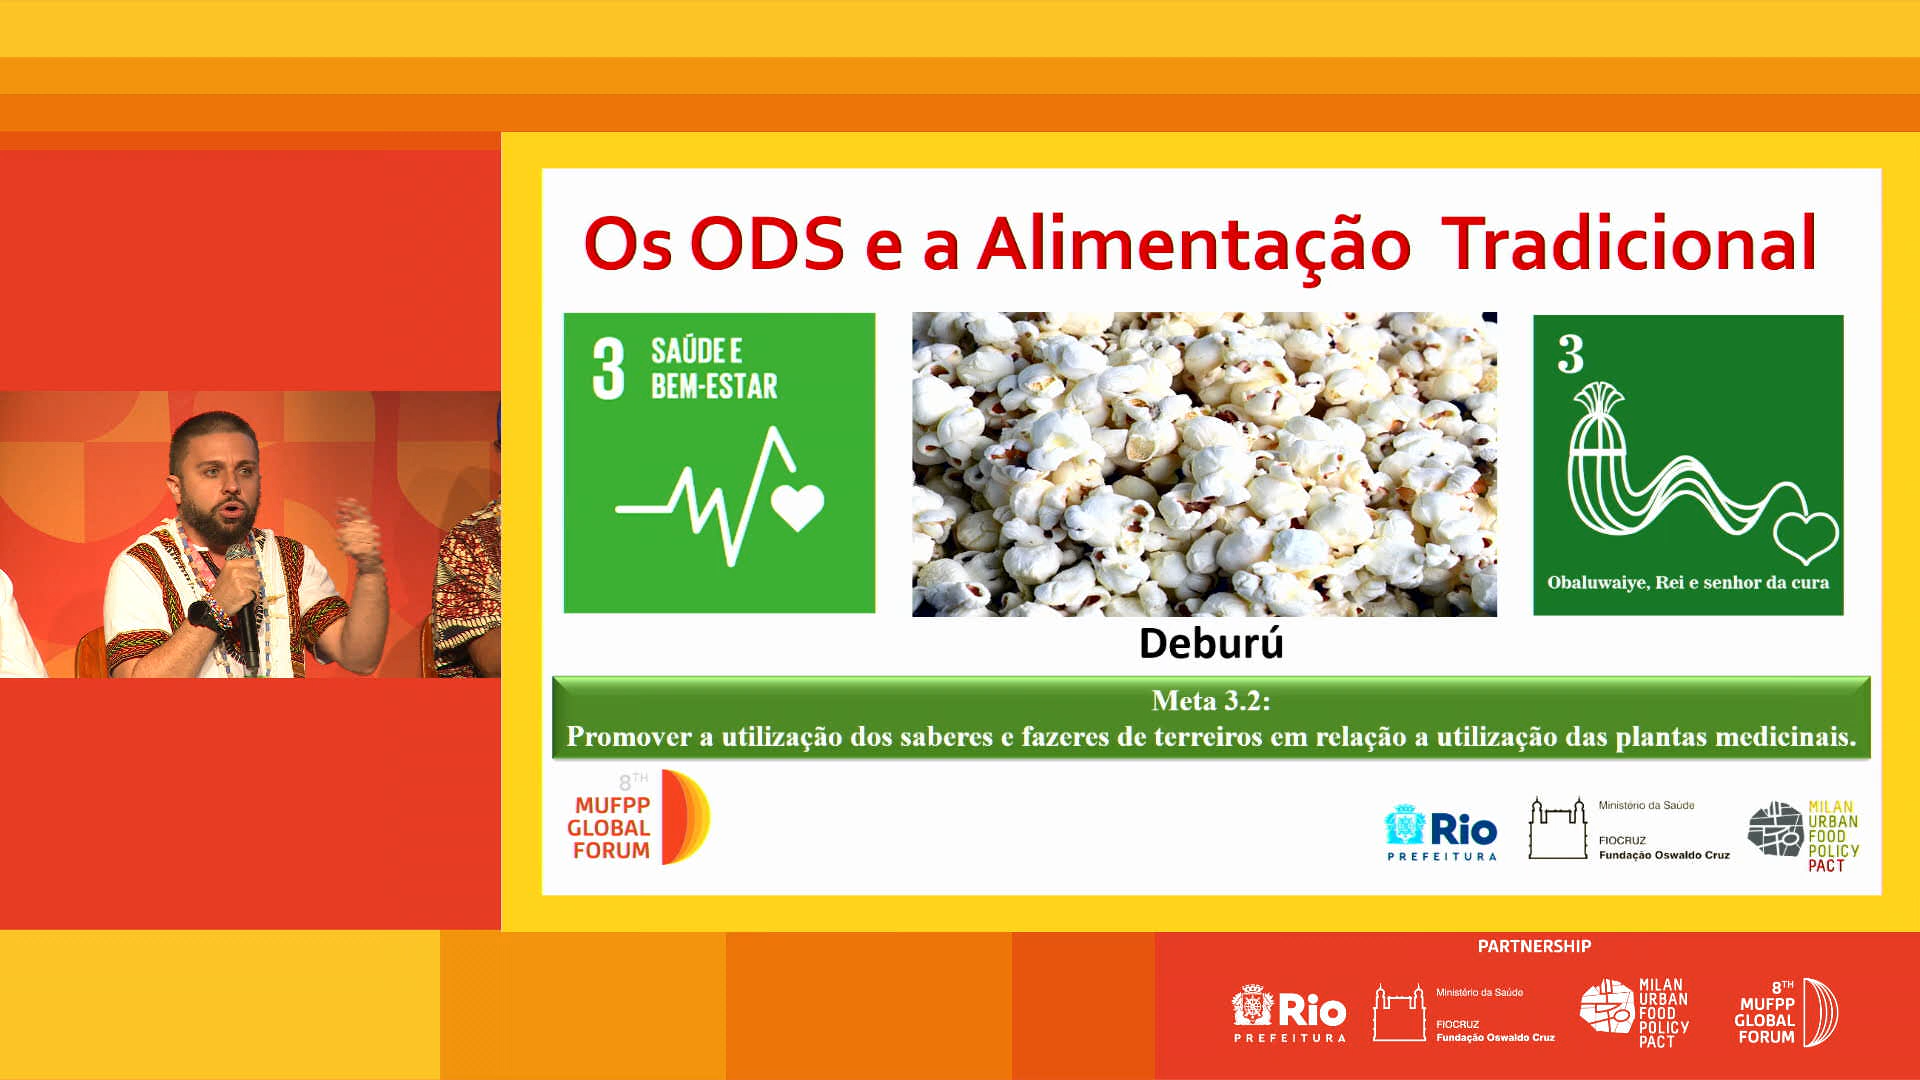 Os ODS e a Alimentação Tradicional
3 SAÚDE E
BEM-ESTAR
3
Obaluwaiye, Rei e senhor da cura
Deburú
Meta 3.2:
Promover a utilização dos saberes e fazeres de terreiros em relação a utilização das plantas medicinais.
8TH
MUFPP
GLOBAL
FORUM
Rio
PREFEITURA
Ministério da Saúde
FIOCRUZ
Fundação Oswaldo Cruz
MILAN
URBAN
FOOD
POLICY
PACT
PARTNERSHIP
Rio
PREFEITURA
Ministério da Saúde
FIOCRUZ
Fundação Oswaldo Cruz
MILAN
URBAN
FOOD
POLICY
PACT
8TH
MUFPP
GLOBAL
FORUM